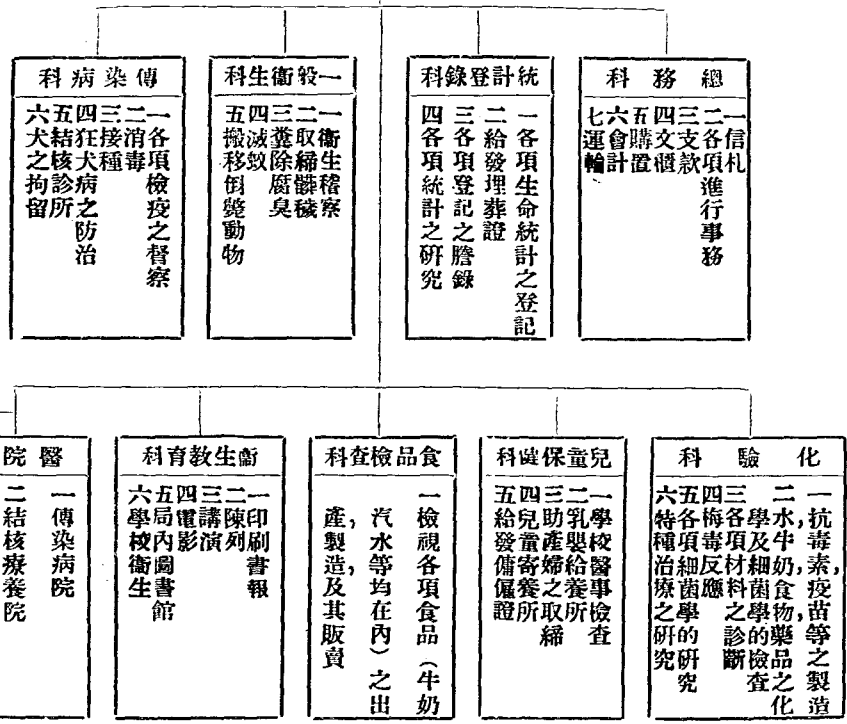 總務科
一信札
二各項進行事務
三支款
四文牘
五購置
六會計
七運輸
統計登錄科
一各項生命統計之登記
二給發埋葬證
三各項登記之謄錄
四各項統計之硏究
一般衞生科
一衞生稽察
二取締髒穢
三糞除腐臭
四滅蚊
五搬移倒斃動物
傳染病科
一各項檢疫之督察
二消毒
三接種
四狂犬病之防治
五結核診所
六犬之拘留
化驗科
一抗毒素,疫苗等之製造,
二水,牛奶,食物,藥品之化
學及細菌學的檢查
三各項材料之診斷
四梅毒反應
五各項細菌學的硏究
六特種治療之硏究
兒童保健科
一學校醫事檢查
二乳嬰給養所
三助產婦之取締
四兒童寄養所
五給發傭僱證
食品檢查科
一檢視各項食品(牛奶
汽水等均在內)之出
產,製造,及其販賣
衞生教育科
一印刷書報
二陳列
三講演
四電影
五局內圖書館
六學校衞生
醫院
一傳染病院
二結核療養院